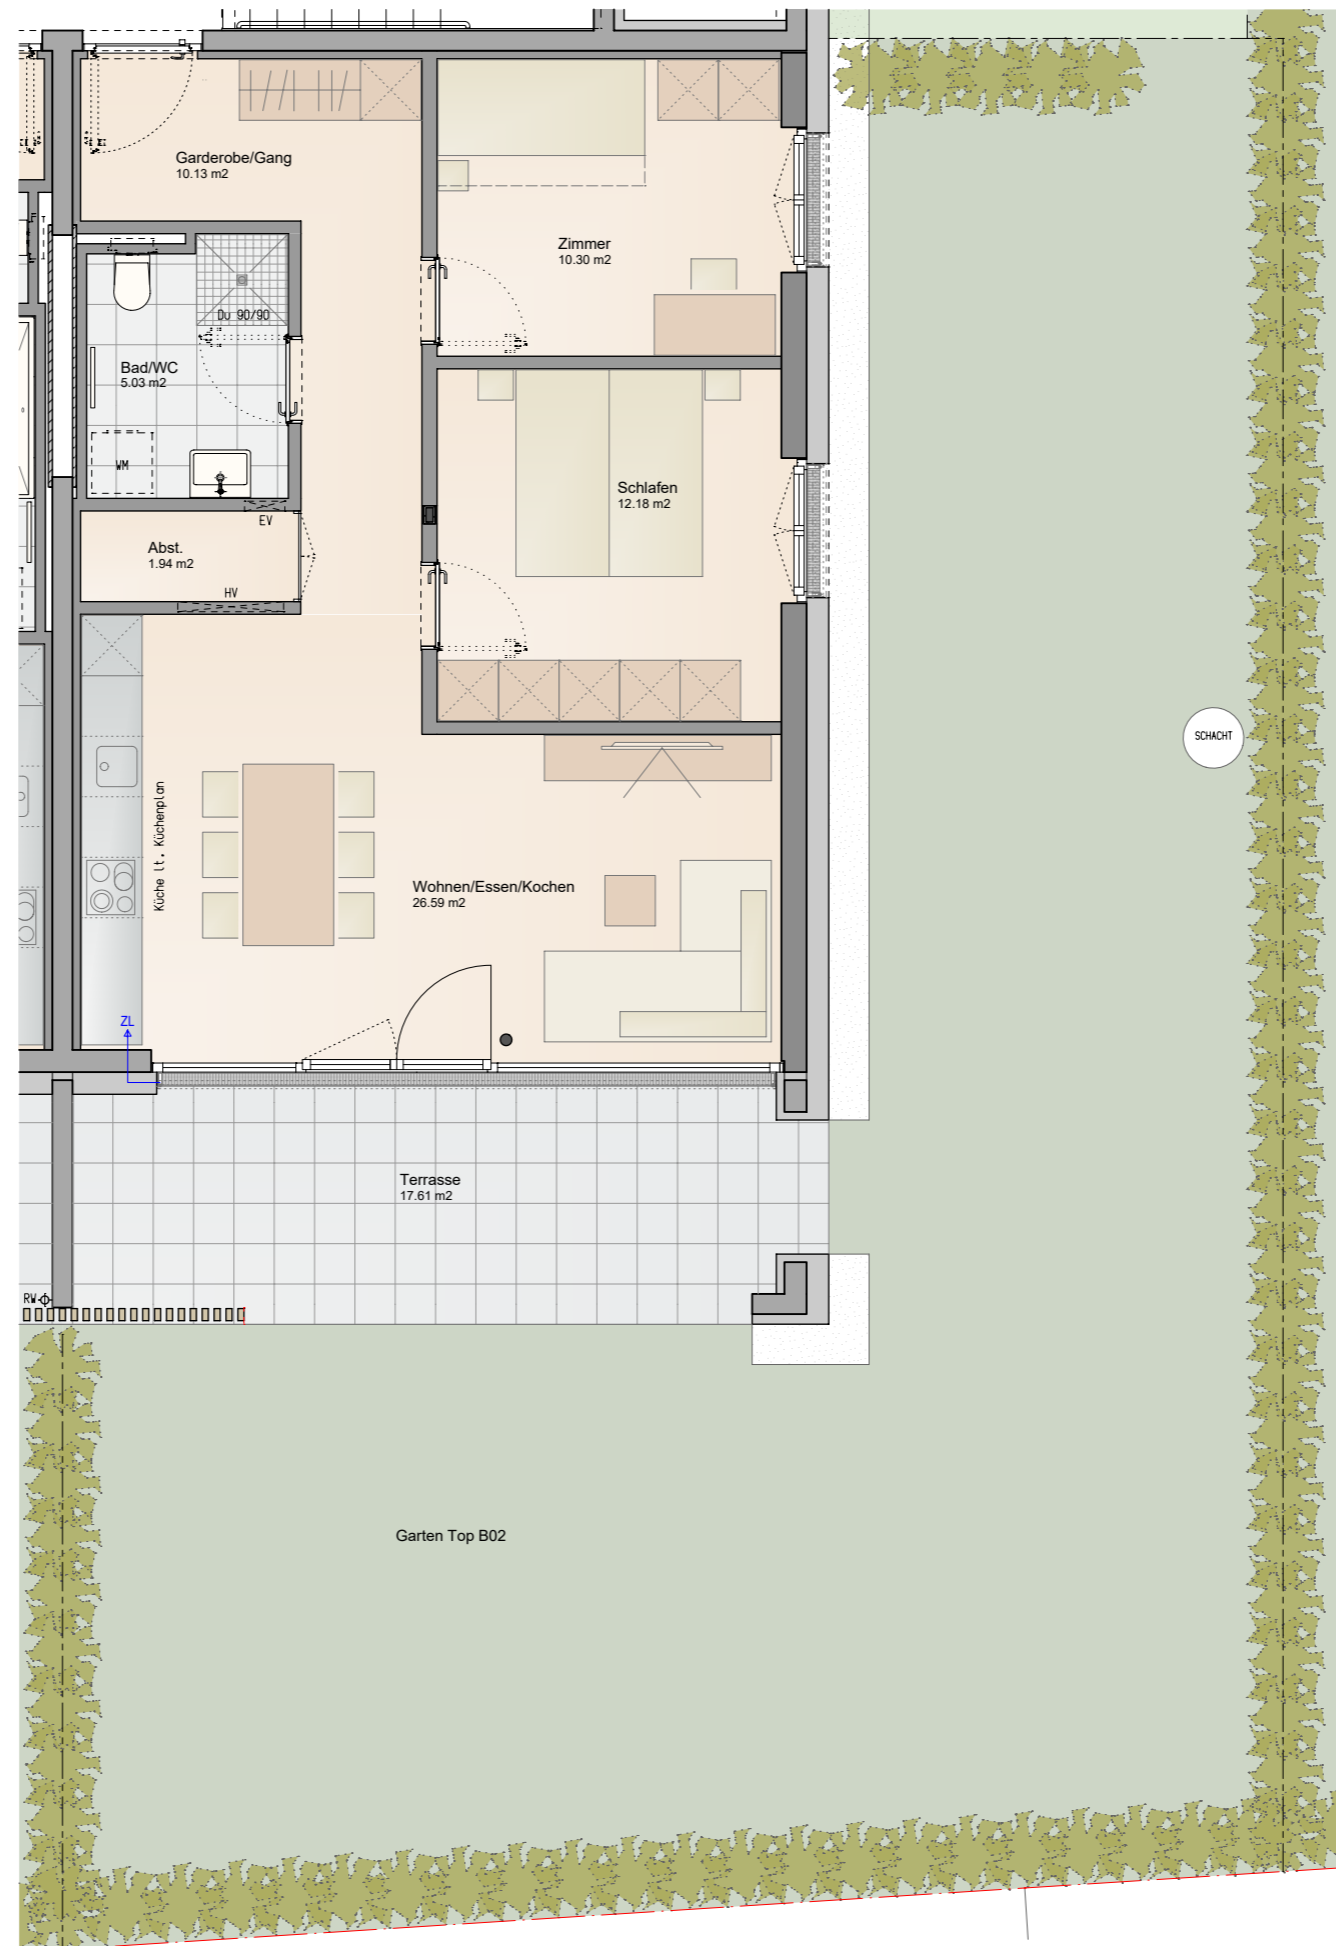 Garderobe/Gang
10.13 m2
Zimmer
10.30 m2
Du 90/90
Bad/WC
5.03 m2
WM
Schlafen
12.18 m2
EV
Abst.
1.94 m2
HV
SCHACHT
Küche lt. Küchenplan
Wohnen/Essen/Kochen
26.59 m2
ZL
Terrasse
17.61 m2
RW
Garten Top B02